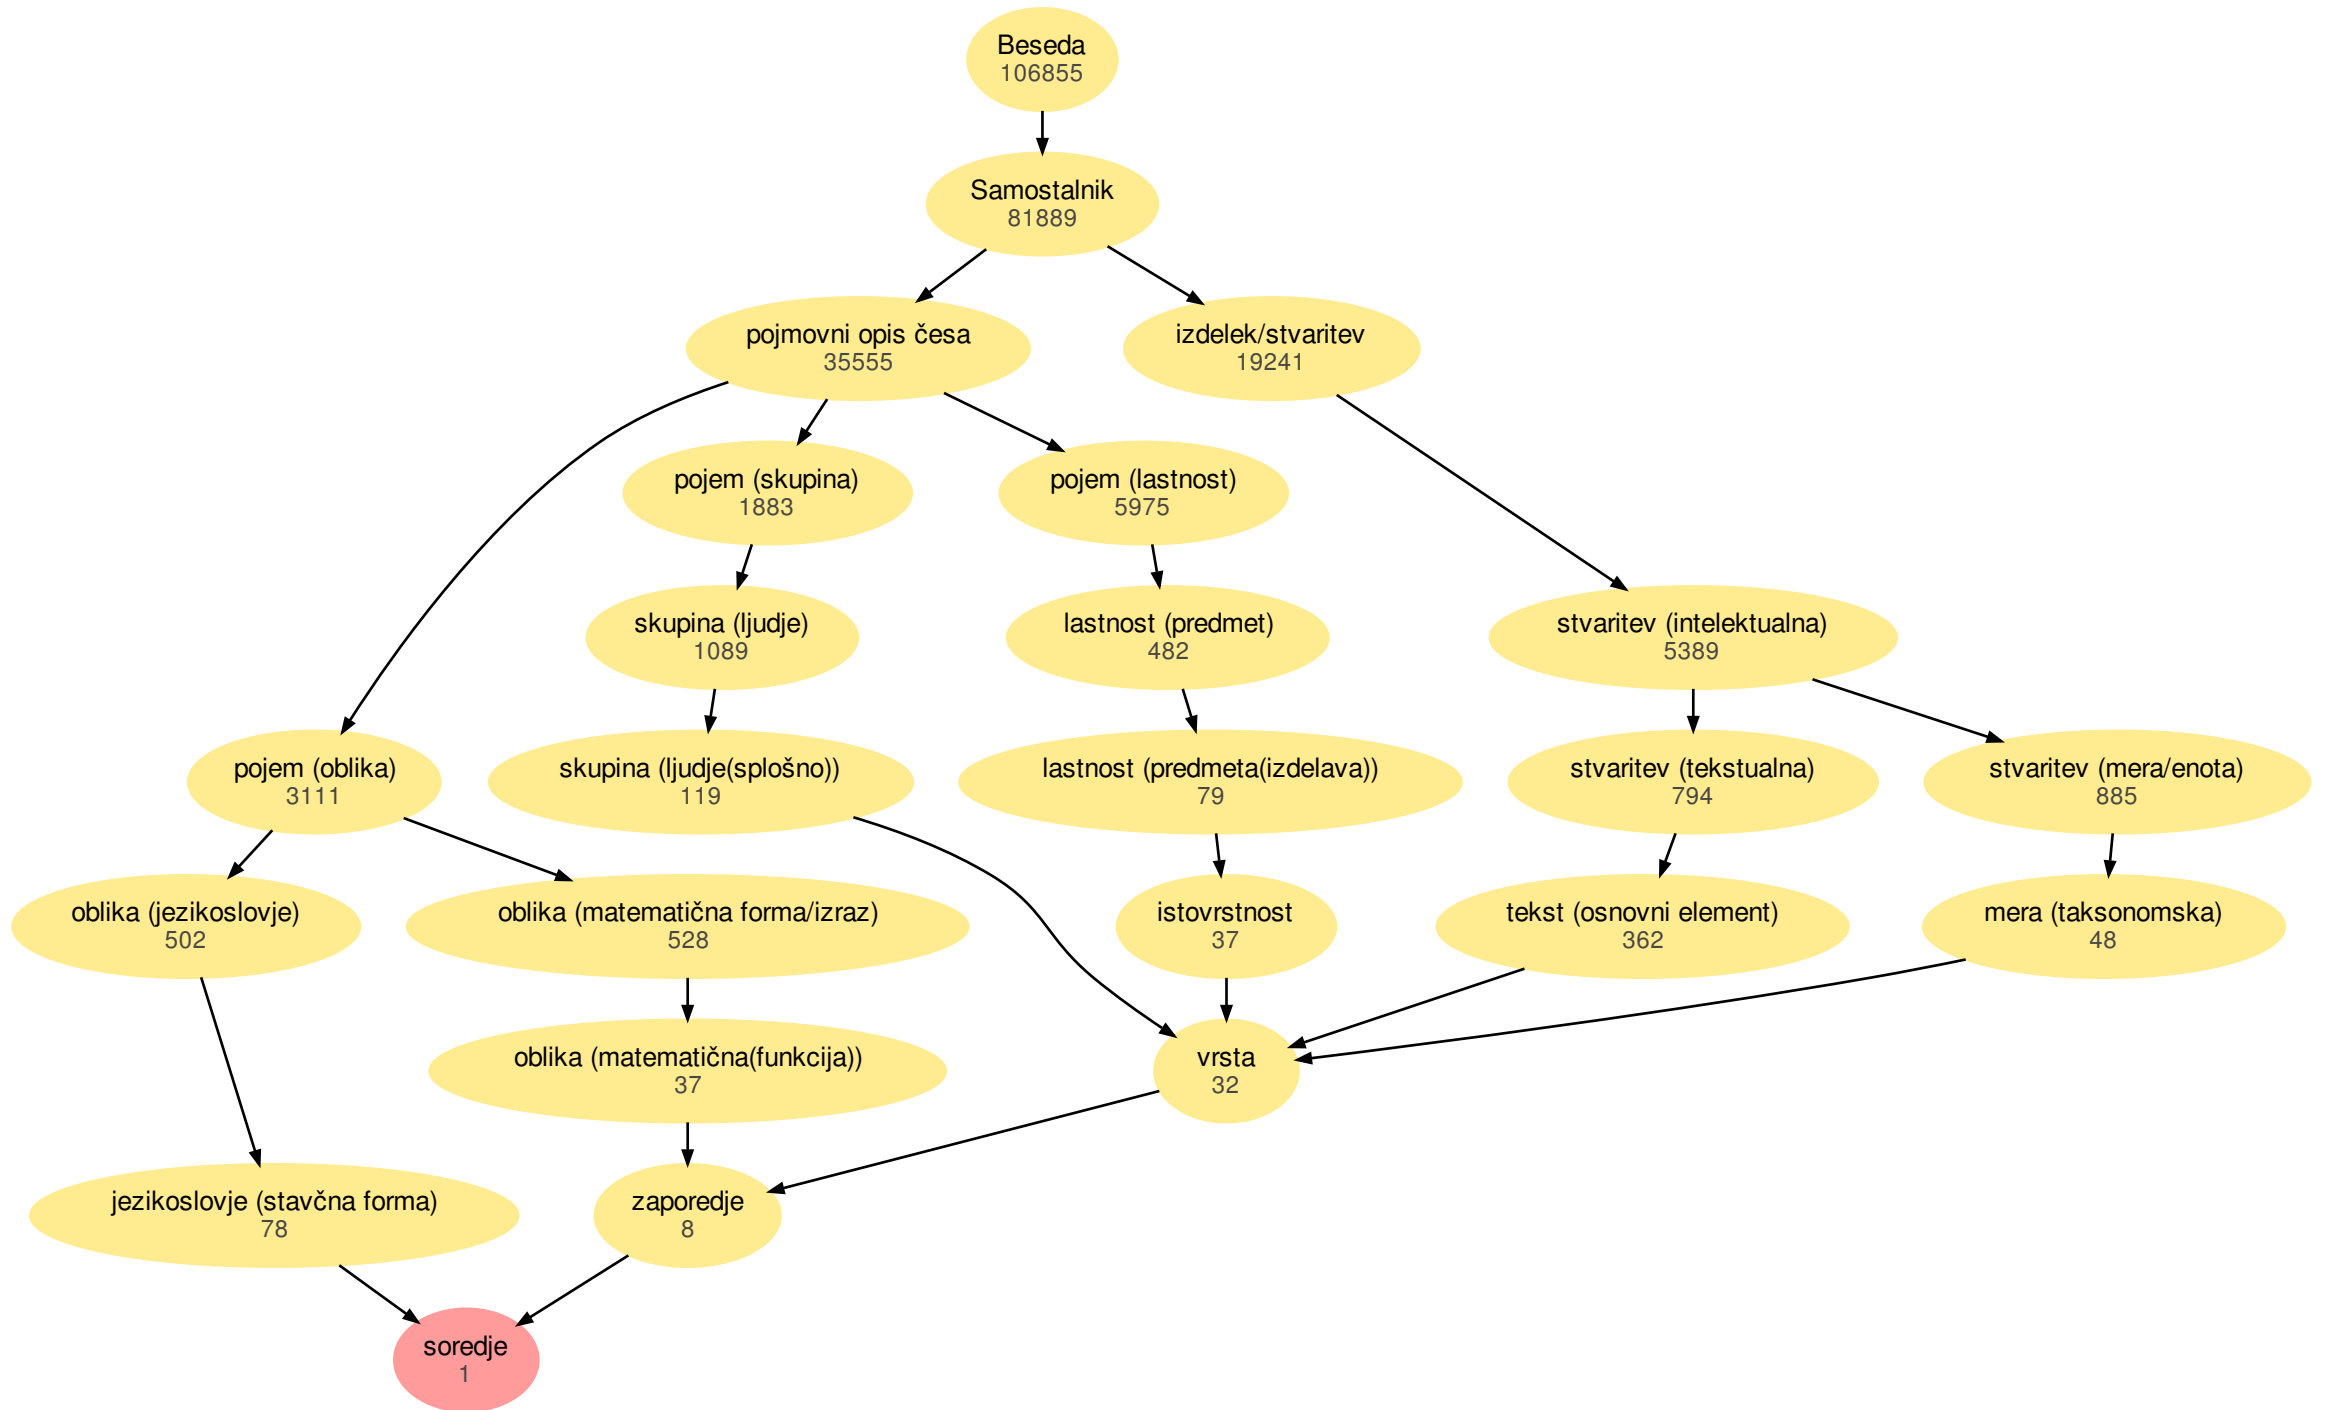 Beseda
106855
Samostalnik
81889
pojmovni opis česa
35555
izdelek/stvaritev
19241
pojem (skupina)
1883
pojem (lastnost)
5975
skupina (ljudje)
1089
lastnost (predmet)
482
stvaritev (intelektualna)
5389
pojem (oblika)
3111
skupina (ljudje(splošno))
119
lastnost (predmeta(izdelava))
79
stvaritev (tekstualna)
794
stvaritev (mera/enota)
885
oblika (jezikoslovje)
502
oblika (matematična forma/izraz)
528
istovrstnost
37
tekst (osnovni element)
362
mera (taksonomska)
48
oblika (matematična(funkcija))
37
vrsta
32
jezikoslovje (stavčna forma)
78
zaporedje
8
soredje
1